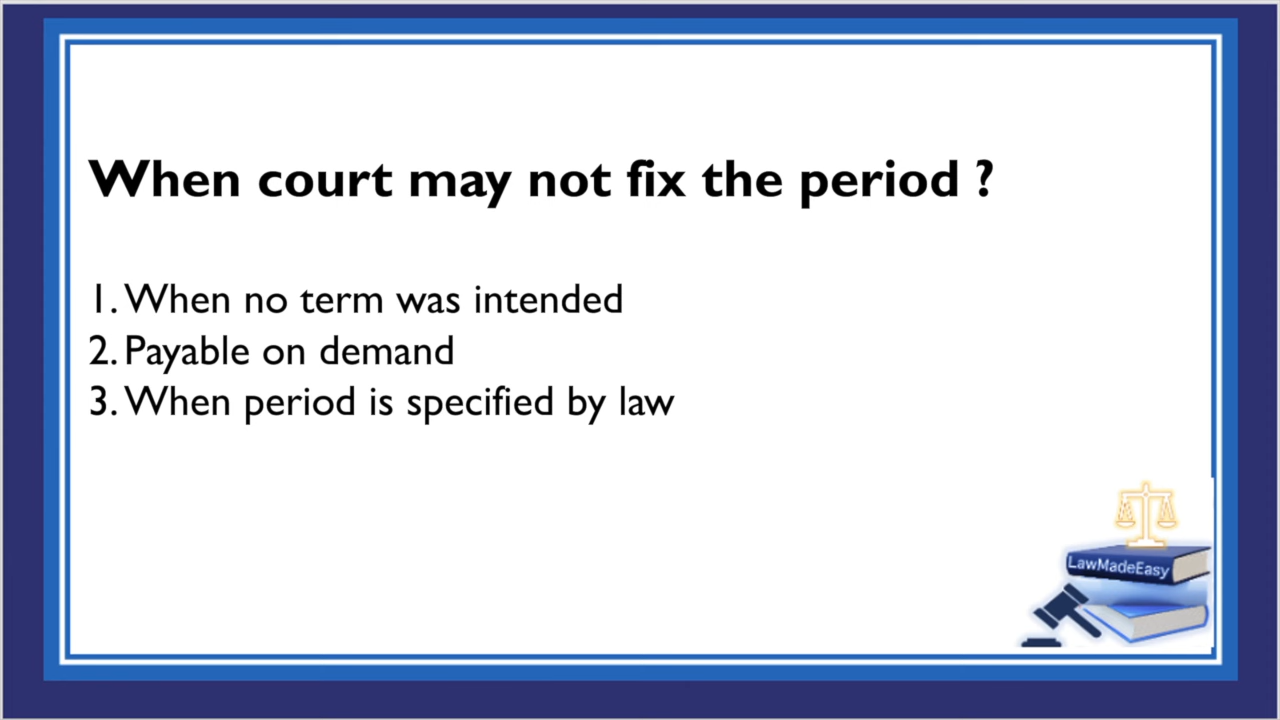 When court may not fix the period ?
1. When no term was intended
2. Payable on demand
3. When period is specified by law
LawMadeEasy